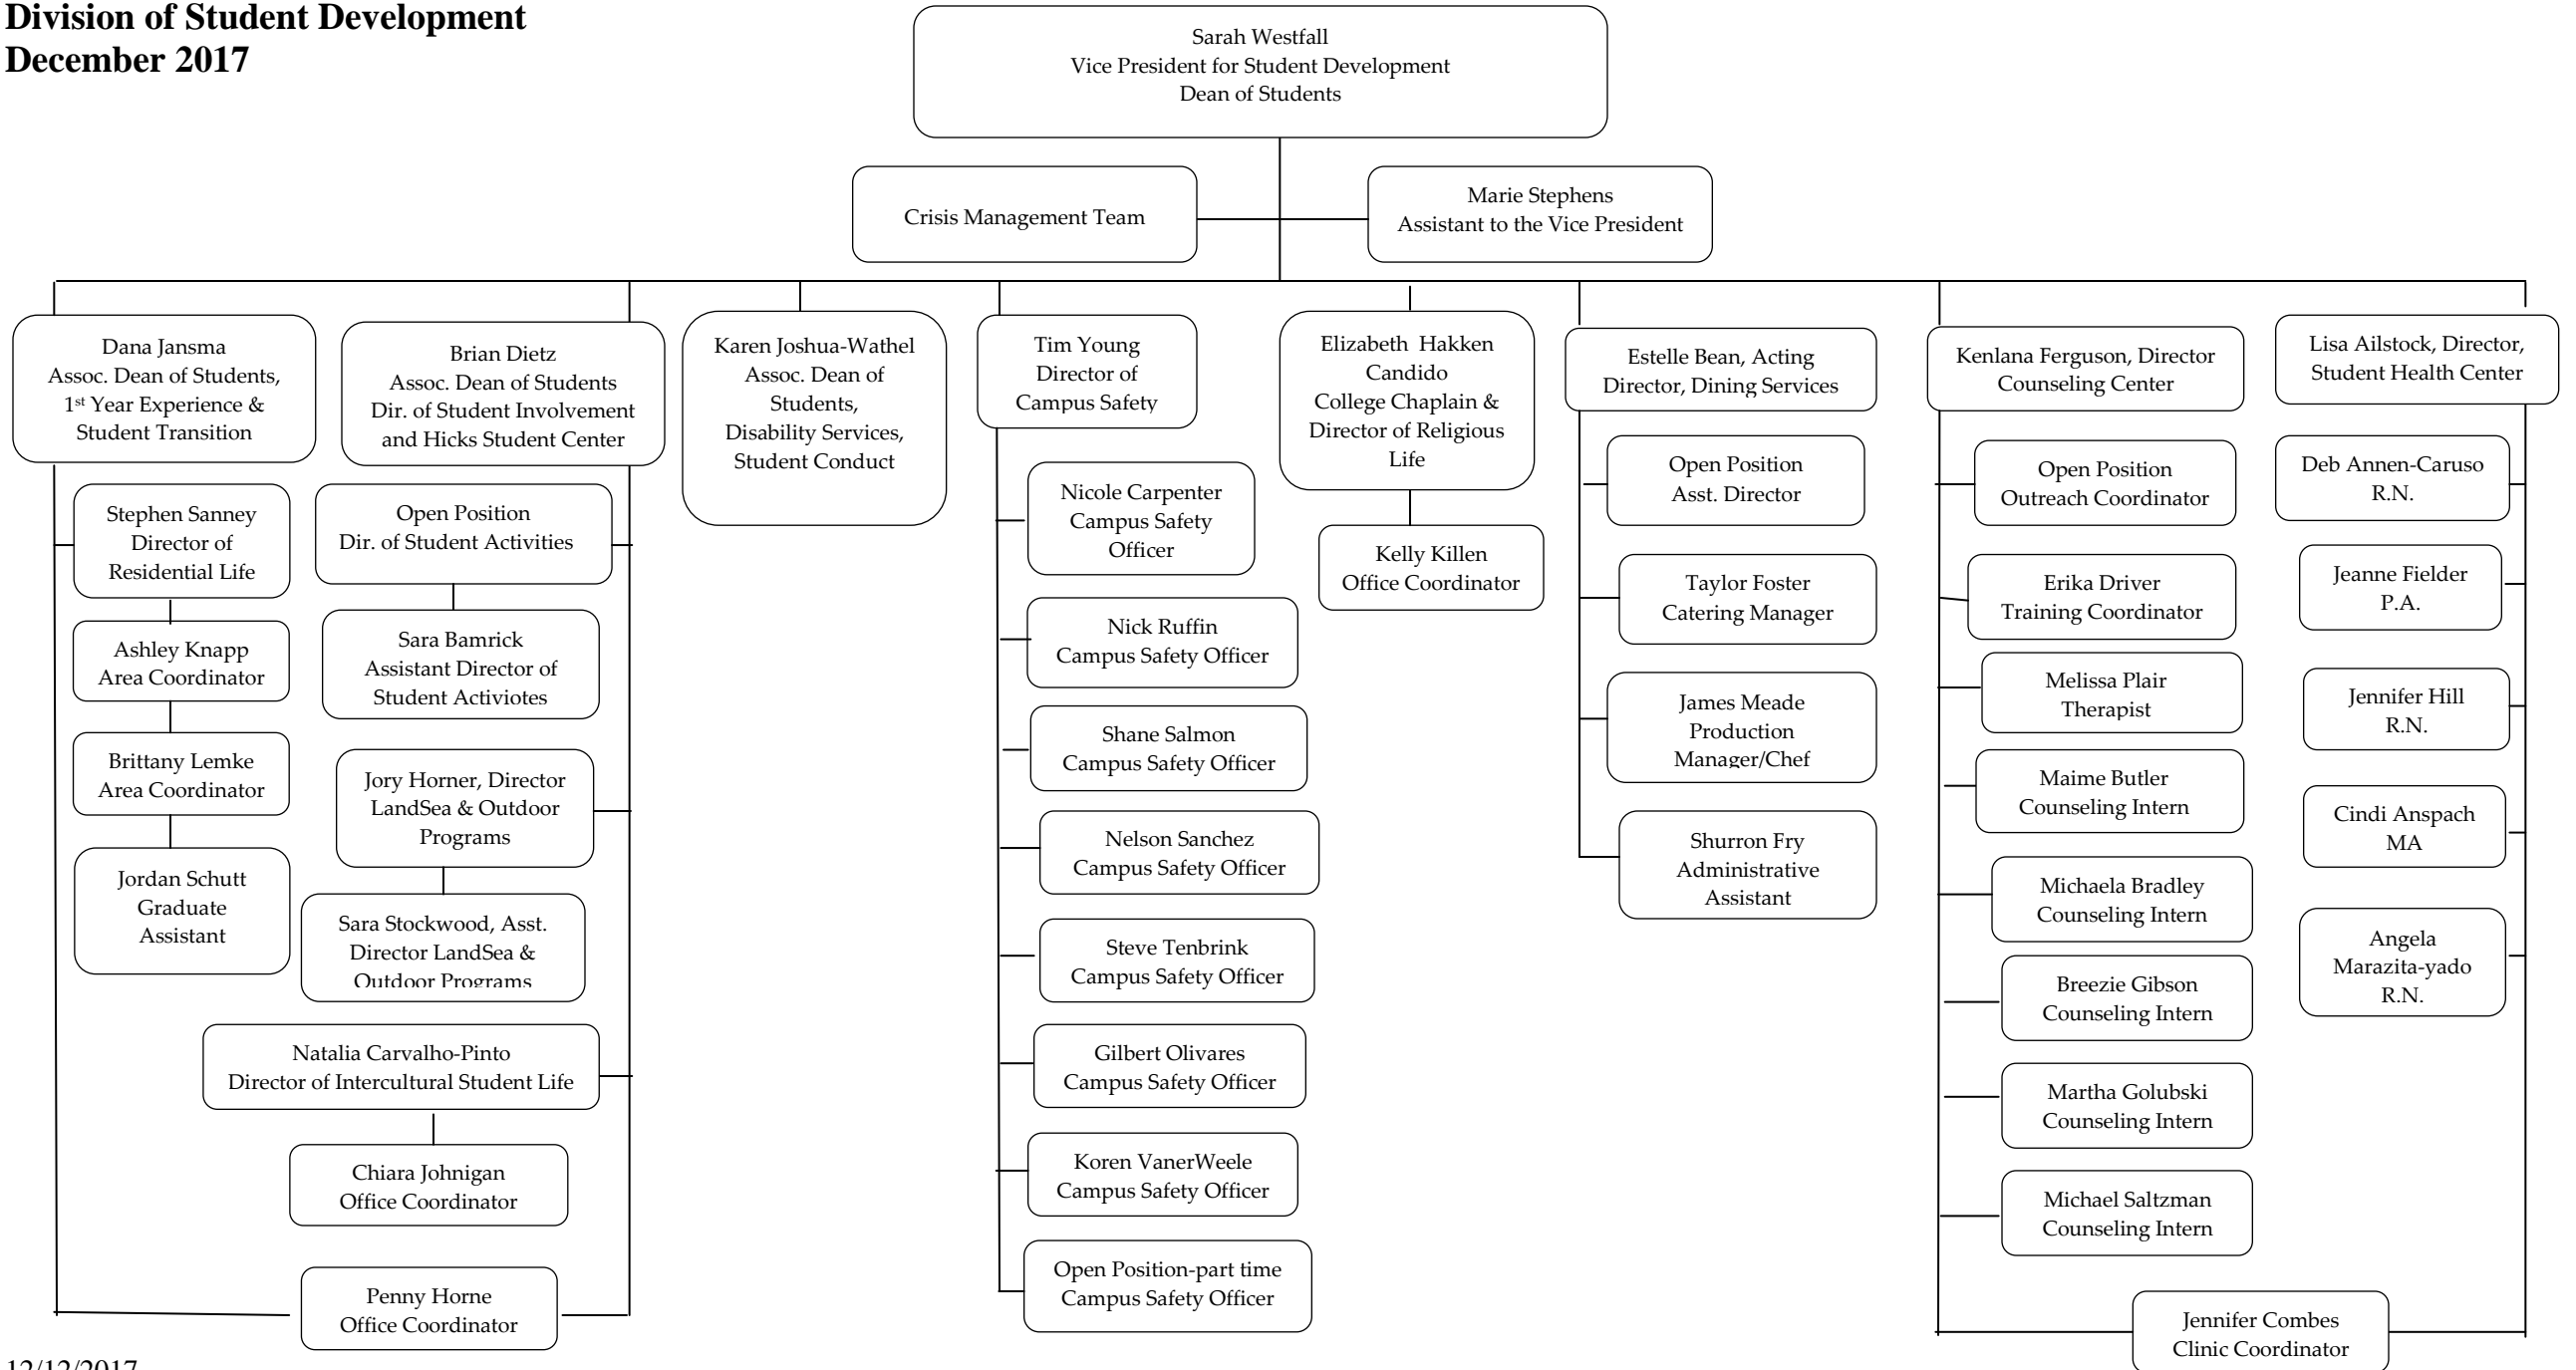 Division of Student Development
December 2017
Sarah Westfall
Vice President for Student Development
Dean of Students
Crisis Management Team
Marie Stephens
Assistant to the Vice President
Dana Jansma
Assoc. Dean of Students,
1st Year Experience &
Student Transition
Brian Dietz
Assoc. Dean of Students
Dir. of Student Involvement
and Hicks Student Center
Karen Joshua-Wathel
Assoc. Dean of
Students,
Disability Services,
Student Conduct
Tim Young
Director of
Campus Safety
Elizabeth Hakken
Candido
College Chaplain &
Director of Religious
Life
Estelle Bean, Acting
Director, Dining Services
Kenlana Ferguson, Director
Counseling Center
Lisa Ailstock, Director,
Student Health Center
Stephen Sanney
Director of
Residential Life
Ashley Knapp
Area Coordinator
Brittany Lemke
Area Coordinator
Jordan Schutt
Graduate
Assistant
Open Position
Dir. of Student Activities
Sara Bamrick
Assistant Director of
Student Activiotes
Jory Horner, Director
LandSea & Outdoor
Programs
Sara Stockwood, Asst.
Director LandSea &
Outdoor Programs
Natalia Carvalho-Pinto
Director of Intercultural Student Life
Chiara Johnigan
Office Coordinator
Penny Horne
Office Coordinator
Nicole Carpenter
Campus Safety
Officer
Nick Ruffin
Campus Safety Officer
Shane Salmon
Campus Safety Officer
Nelson Sanchez
Campus Safety Officer
Steve Tenbrink
Campus Safety Officer
Gilbert Olivares
Campus Safety Officer
Koren VanerWeele
Campus Safety Officer
Open Position-part time
Campus Safety Officer
Kelly Killen
Office Coordinator
Open Position
Asst. Director
Taylor Foster
Catering Manager
James Meade
Production
Manager/Chef
Shurron Fry
Administrative
Assistant
Open Position
Outreach Coordinator
Erika Driver
Training Coordinator
Melissa Plair
Therapist
Maime Butler
Counseling Intern
Michaela Bradley
Counseling Intern
Breezie Gibson
Counseling Intern
Martha Golubski
Counseling Intern
Michael Saltzman
Counseling Intern
Deb Annen-Caruso
R.N.
Jeanne Fielder
P.A.
Jennifer Hill
R.N.
Cindi Anspach
MA
Angela
Marazita-yado
R.N.
Jennifer Combes
Clinic Coordinator
12/12/2017